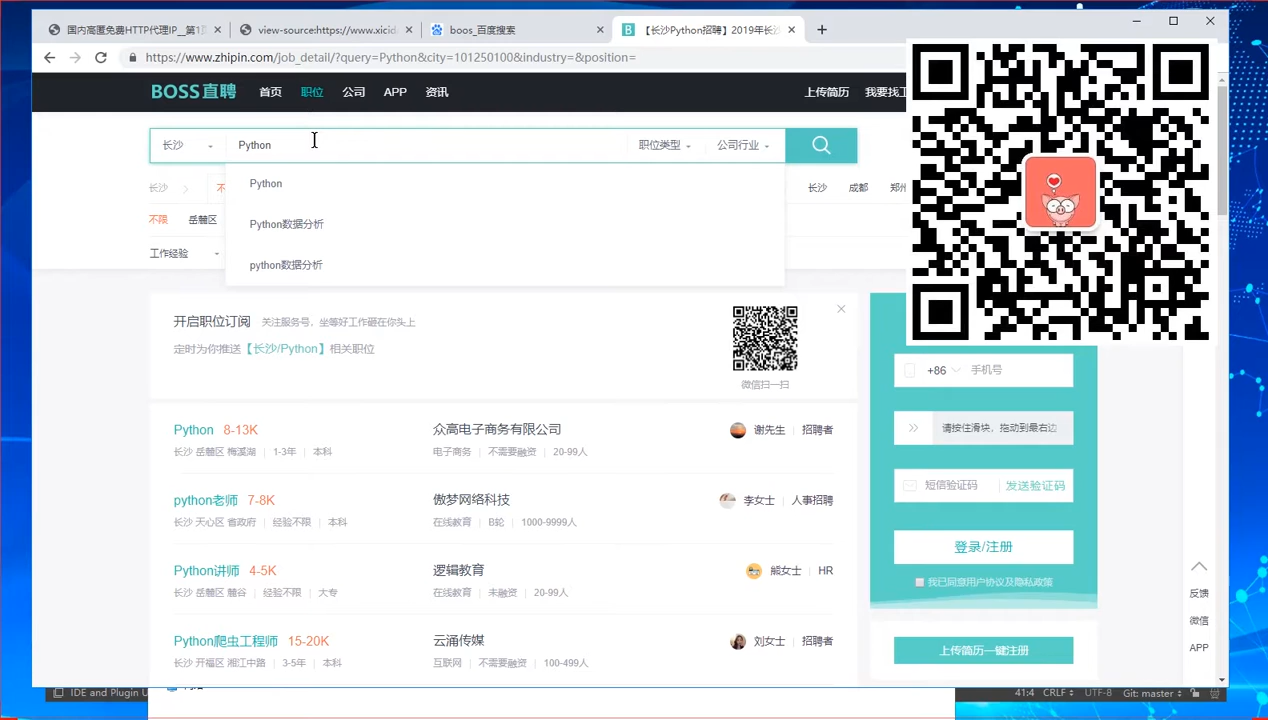 国内高匿免费HTTP代理IP_第1
view-source:https://www.xicid
boos_百度搜索
【长沙Python招聘】2019年长沙
https://www.zhipin.com/job_detail/?query=Python&city=101250100&industry=&position=
BOSS直聘 首页 职位 公司 APP 资讯 上传简历 我要找工
长沙 Python 职位类型 公司行业
长沙 不 长沙 成都 郑州
Python
不限 岳麓区
Python数据分析
工作经验
python数据分析
开启职位订阅 关注服务号，坐等好工作砸在你头上
定时为你推送【长沙/Python】相关职位
微信扫一扫
+86 手机号
请按住滑块，拖动到最右边
短信验证码 发送验证码
登录/注册
我已同意用户协议及隐私政策
上传简历一键注册
Python 8-13K 众高电子商务有限公司 谢先生 招聘者
长沙 岳麓区 梅溪湖 1-3年 本科 电子商务 不需要融资 20-99人
python老师 7-8K 傲梦网络科技 李女士 人事招聘
长沙 天心区 省政府 经验不限 本科 在线教育 B轮 1000-9999人
Python讲师 4-5K 逻辑教育 熊女士 HR
长沙 岳麓区 麓谷 经验不限 大专 在线教育 未融资 20-99人
Python爬虫工程师 15-20K 云涌传媒 刘女士 招聘者
长沙 开福区 湘江中路 3-5年 本科 互联网 不需要融资 100-499人
反馈
微信
APP
IDE and Plugin U
41:4 CRLF UTF-8 Git: master